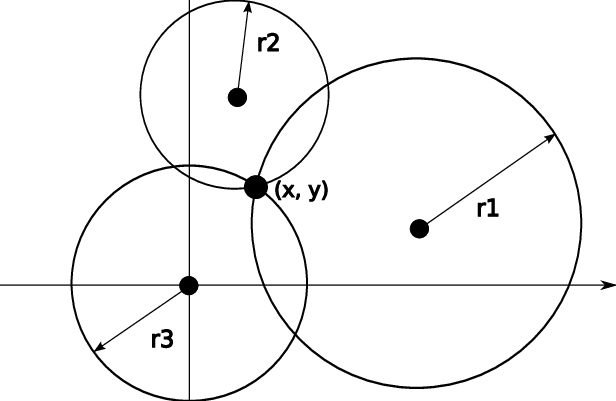 r2
(x, y)
r1
r3